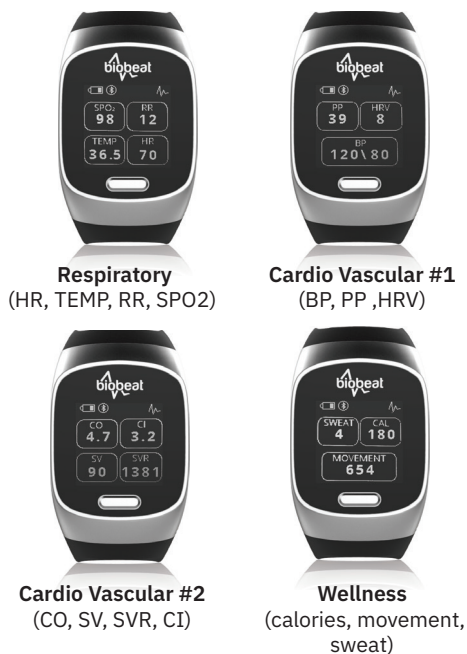 biobeat
SPO₂ RR
98 12
TEMP HR
36.5 70
Respiratory
(HR, TEMP, RR, SPO2)
biobeat
PP HRV
39 8
BP
120\80
Cardio Vascular #1
(BP, PP ,HRV)
biobeat
CO CI
4.7 3.2
SV SVR
90 1381
Cardio Vascular #2
(CO, SV, SVR, CI)
biobeat
SWEAT CAL
4 180
MOVEMENT
654
Wellness
(calories, movement,
sweat)